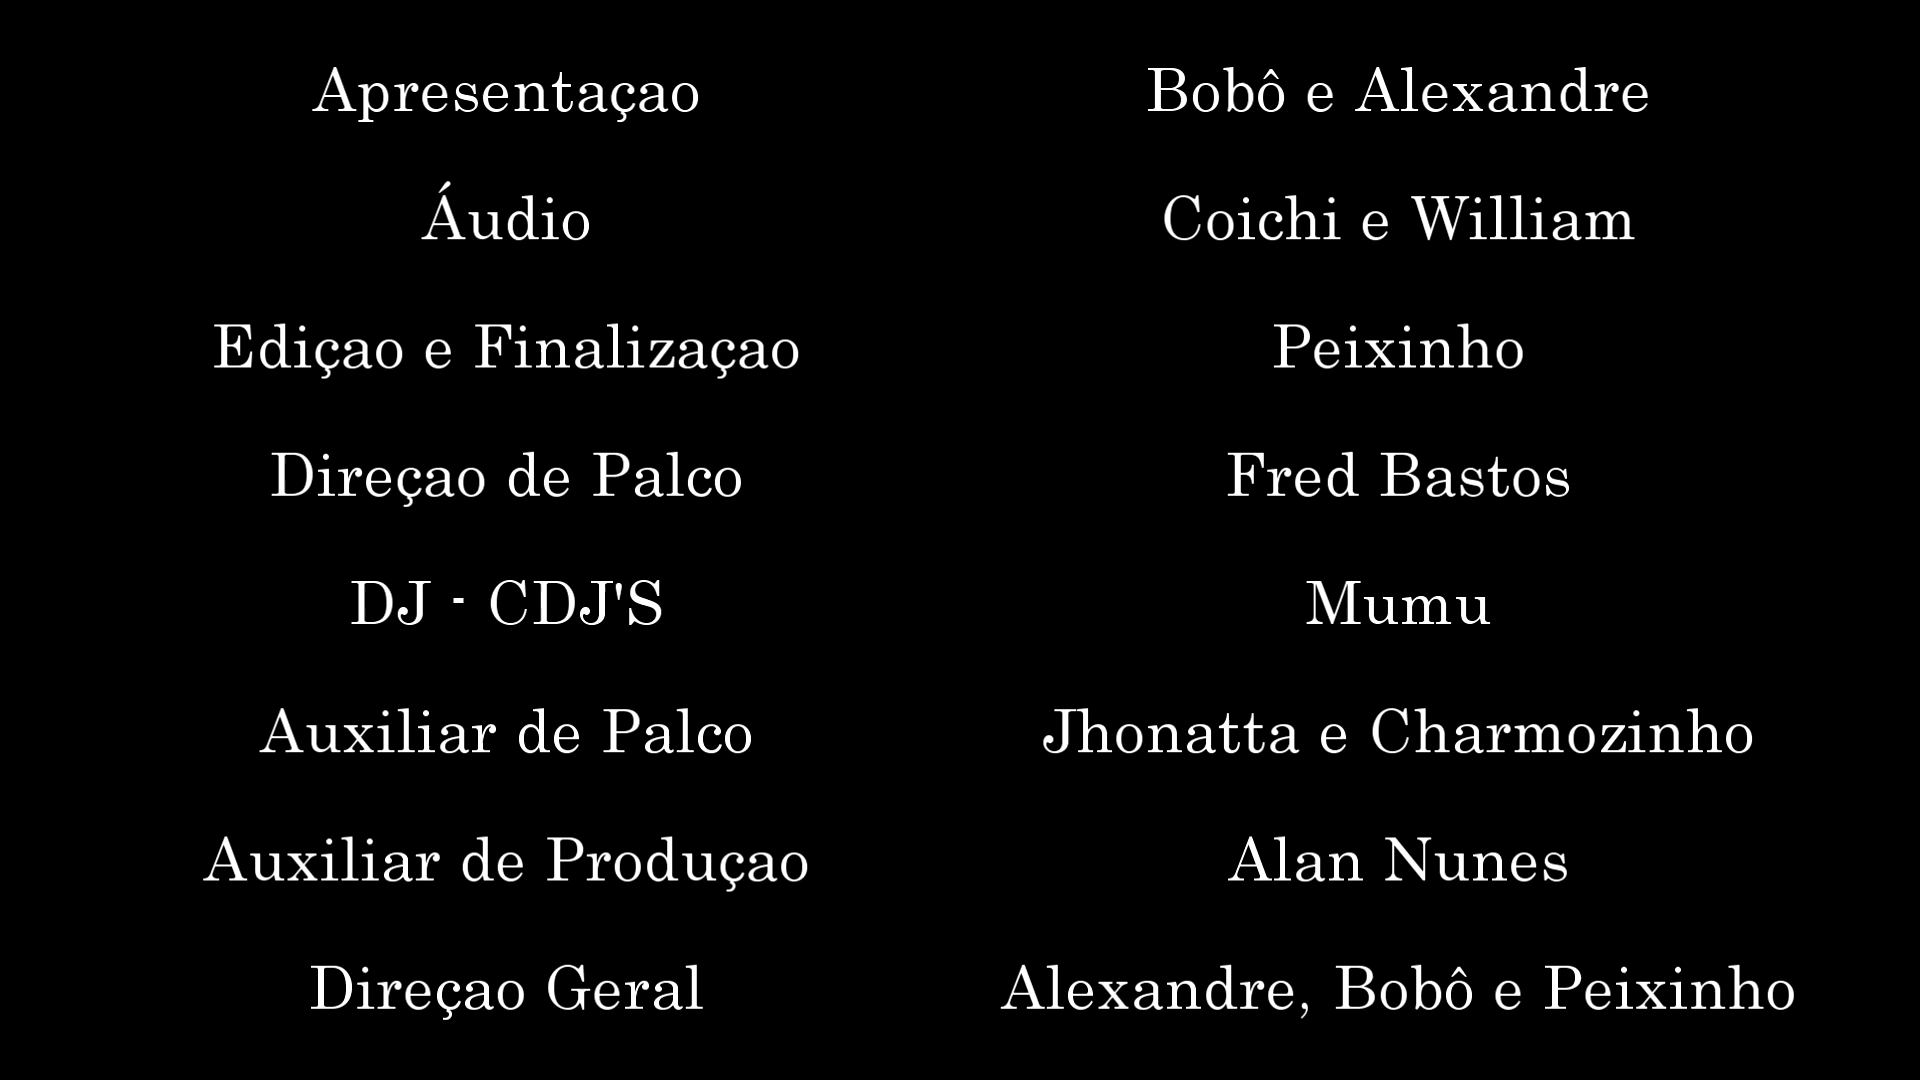 Apresentaçao Bobô e Alexandre
Áudio Coichi e William
Ediçao e Finalizaçao Peixinho
Direçao de Palco Fred Bastos
DJ - CDJ'S Mumu
Auxiliar de Palco Jhonatta e Charmozinho
Auxiliar de Produçao Alan Nunes
Direçao Geral Alexandre, Bobô e Peixinho